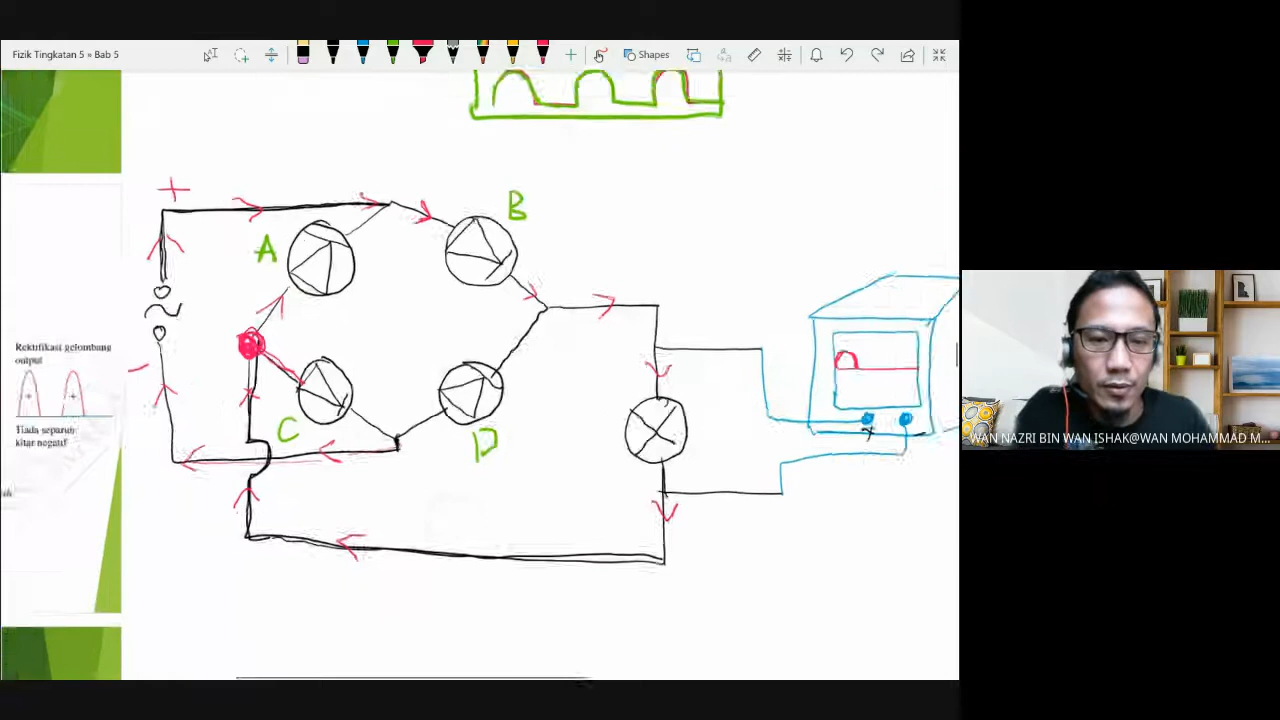 Fizik Tingkatan 5 » Bab 5
Shapes
+
A
B
Rektifikasi gelombang
output
+ +
Tiada separuh
kitar negatif
-
C
D
WAN NAZRI BIN WAN ISHAK@WAN MOHAMMAD M...